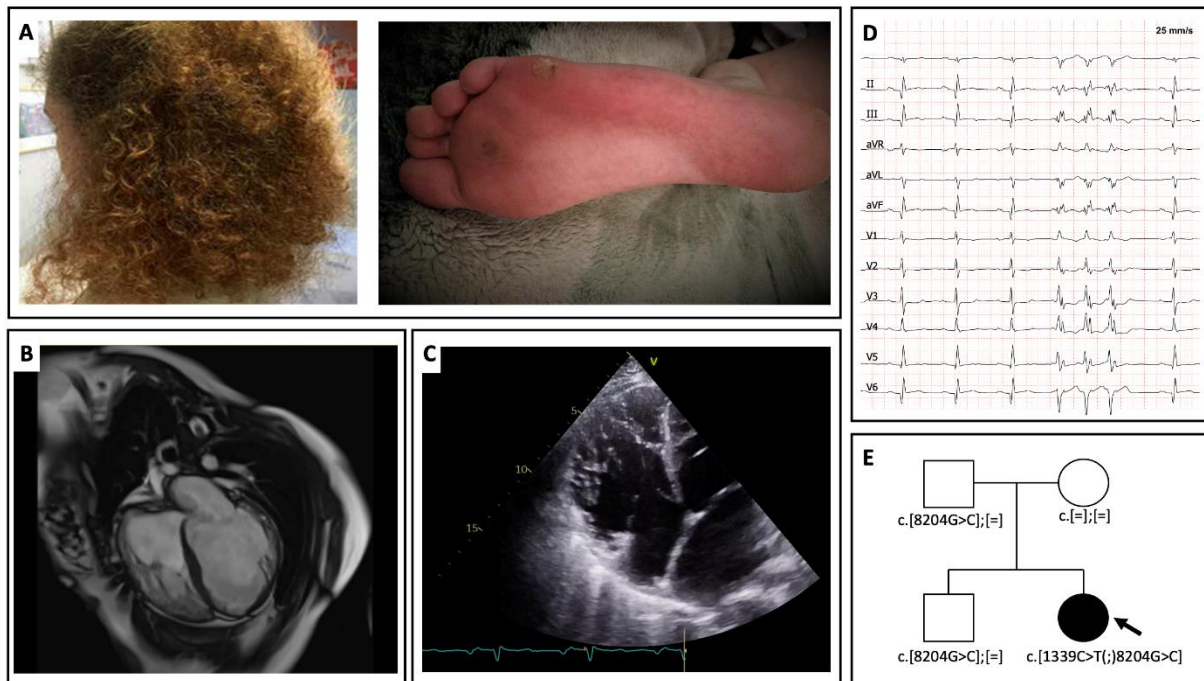 A
B
C
V
5
10
15
D
25 mm/s
II
III
aVR
aVL
aVF
V1
V2
V3
V4
V5
V6
E
c.[8204G>C];[=]
c.[=];[=]
c.[8204G>C];[=]
c.[1339C>T(;)8204G>C]